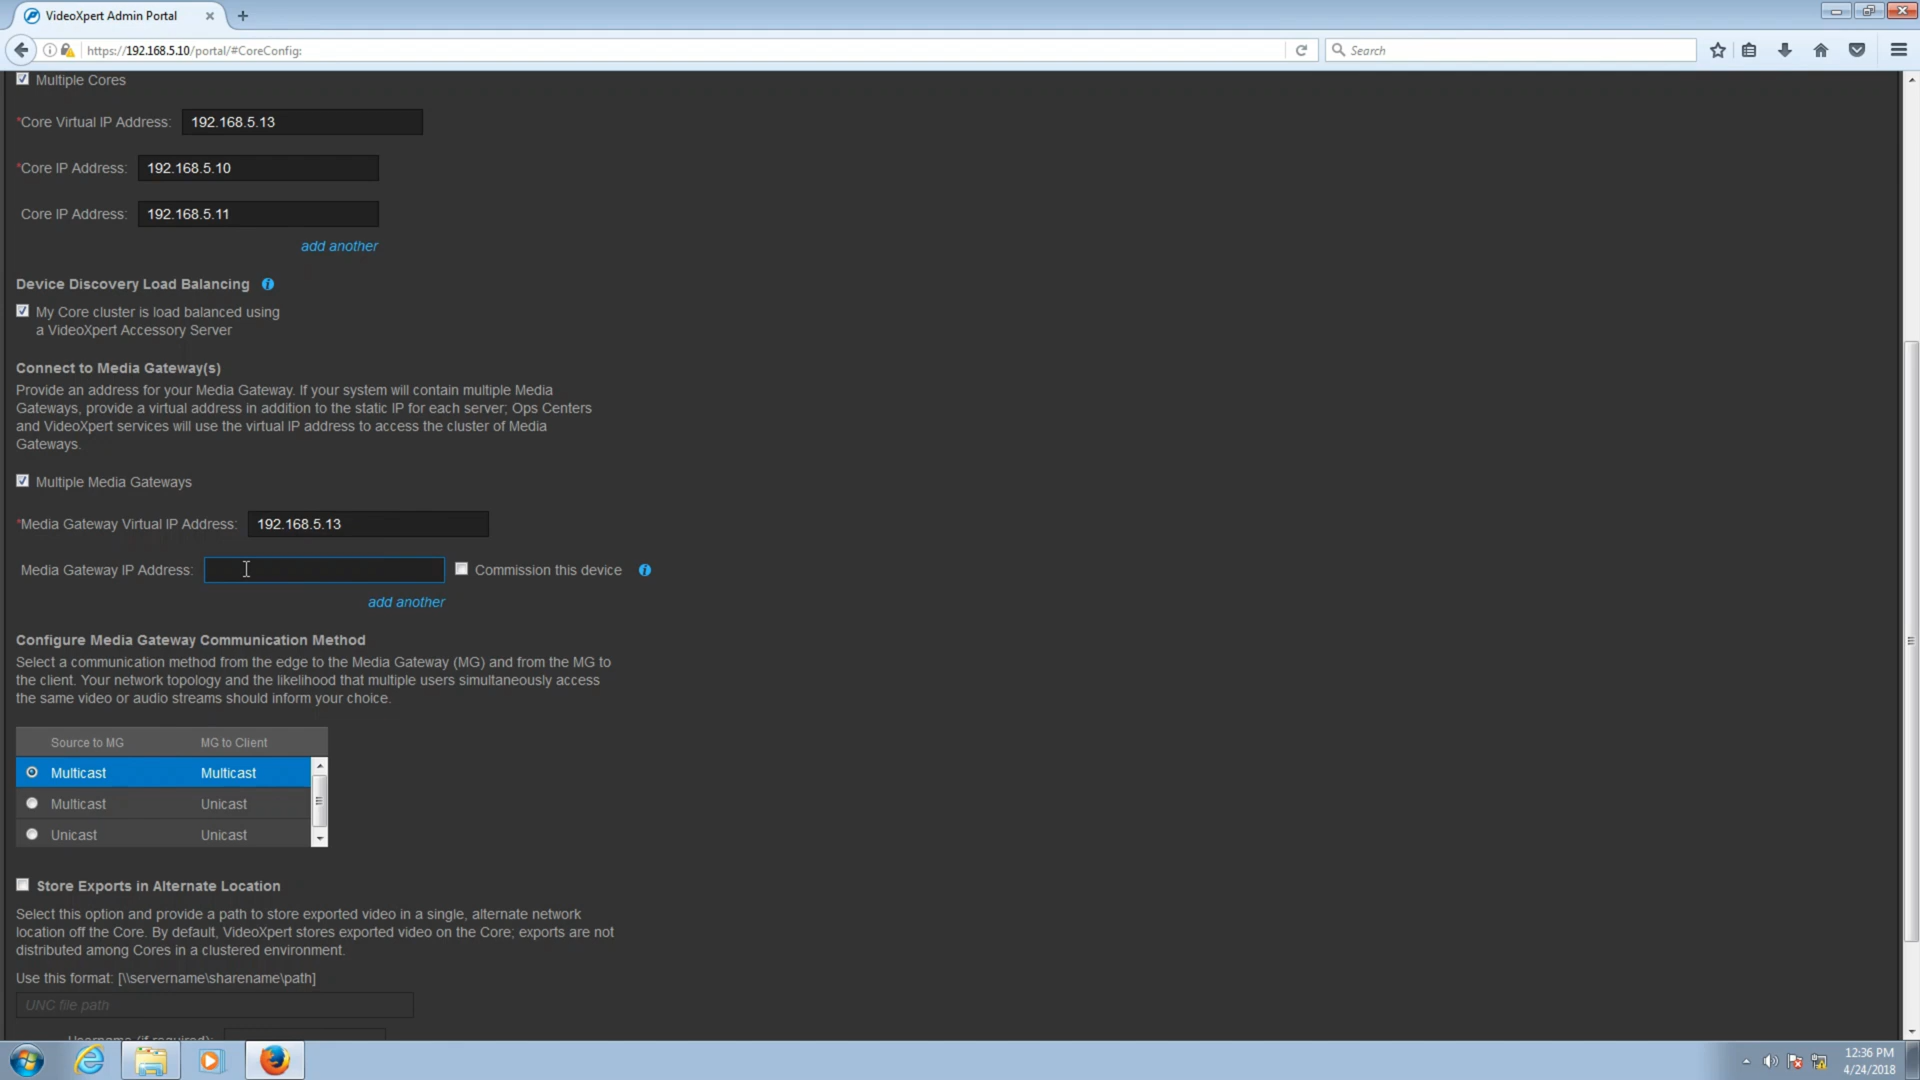 VideoXpert Admin Portal
https://192.168.5.10/portal/#CoreConfig:
Search
Multiple Cores
*Core Virtual IP Address: 192.168.5.13
*Core IP Address: 192.168.5.10
Core IP Address: 192.168.5.11
add another
Device Discovery Load Balancing
My Core cluster is load balanced using
a VideoXpert Accessory Server
Connect to Media Gateway(s)
Provide an address for your Media Gateway. If your system will contain multiple Media
Gateways, provide a virtual address in addition to the static IP for each server; Ops Centers
and VideoXpert services will use the virtual IP address to access the cluster of Media
Gateways.
Multiple Media Gateways
*Media Gateway Virtual IP Address: 192.168.5.13
Media Gateway IP Address: Commission this device
add another
Configure Media Gateway Communication Method
Select a communication method from the edge to the Media Gateway (MG) and from the MG to
the client. Your network topology and the likelihood that multiple users simultaneously access
the same video or audio streams should inform your choice.
Source to MG MG to Client
Multicast Multicast
Multicast Unicast
Unicast Unicast
Store Exports in Alternate Location
Select this option and provide a path to store exported video in a single, alternate network
location off the Core. By default, VideoXpert stores exported video on the Core; exports are not
distributed among Cores in a clustered environment.
Use this format: [\\servername\sharename\path]
UNC file path
Username (if required):
12:36 PM
4/24/2018